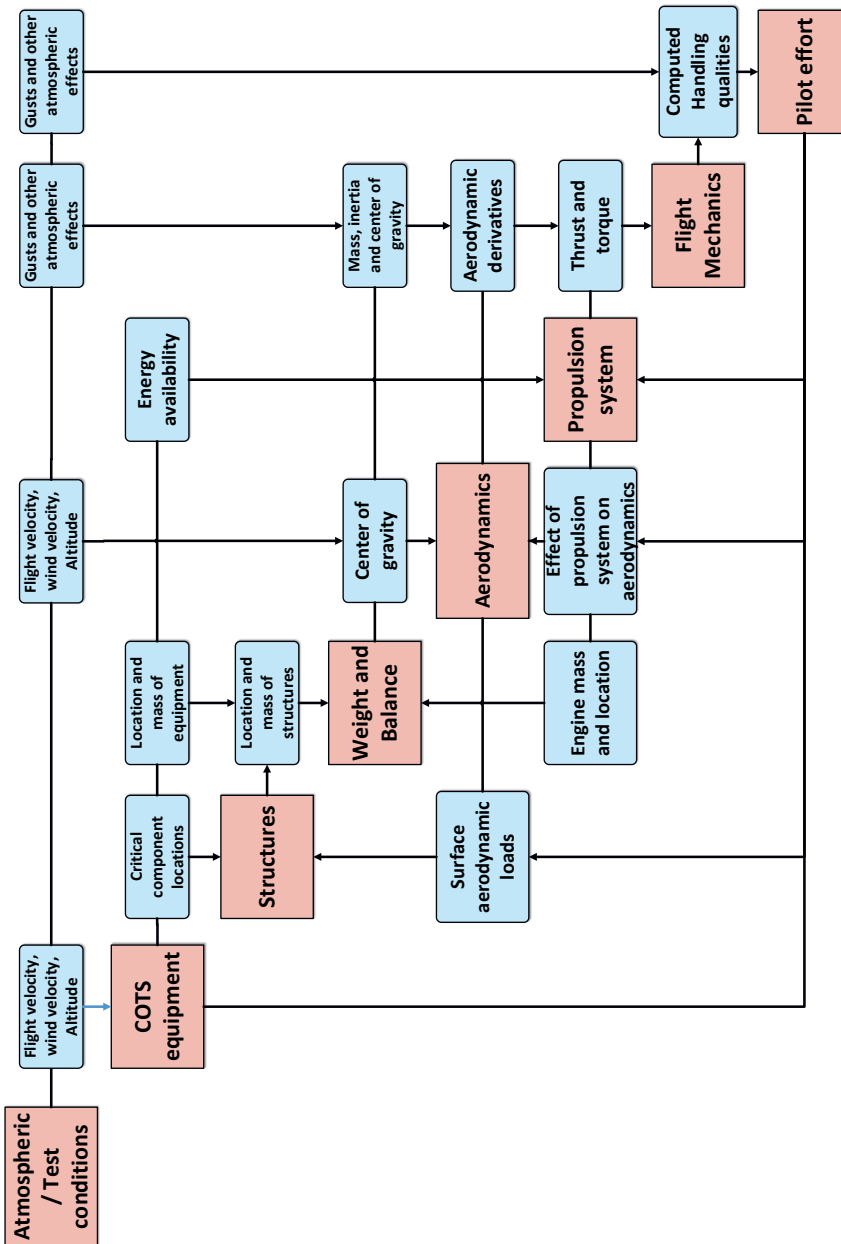 Atmospheric
/ Test
conditions
Flight velocity,
wind velocity,
Altitude
Flight velocity,
wind velocity,
Altitude
Gusts and other
atmospheric
effects
Gusts and other
atmospheric
effects
COTS
equipment
Critical
component
locations
Location and
mass of
equipment
Energy
availability
Structures
Location and
mass of
structures
Weight and
Balance
Center of
gravity
Mass, inertia
and center of
gravity
Surface
aerodynamic
loads
Aerodynamics
Aerodynamic
derivatives
Engine mass
and location
Effect of
propulsion
system on
aerodynamics
Propulsion
system
Thrust and
torque
Flight
Mechanics
Computed
Handling
qualities
Pilot effort